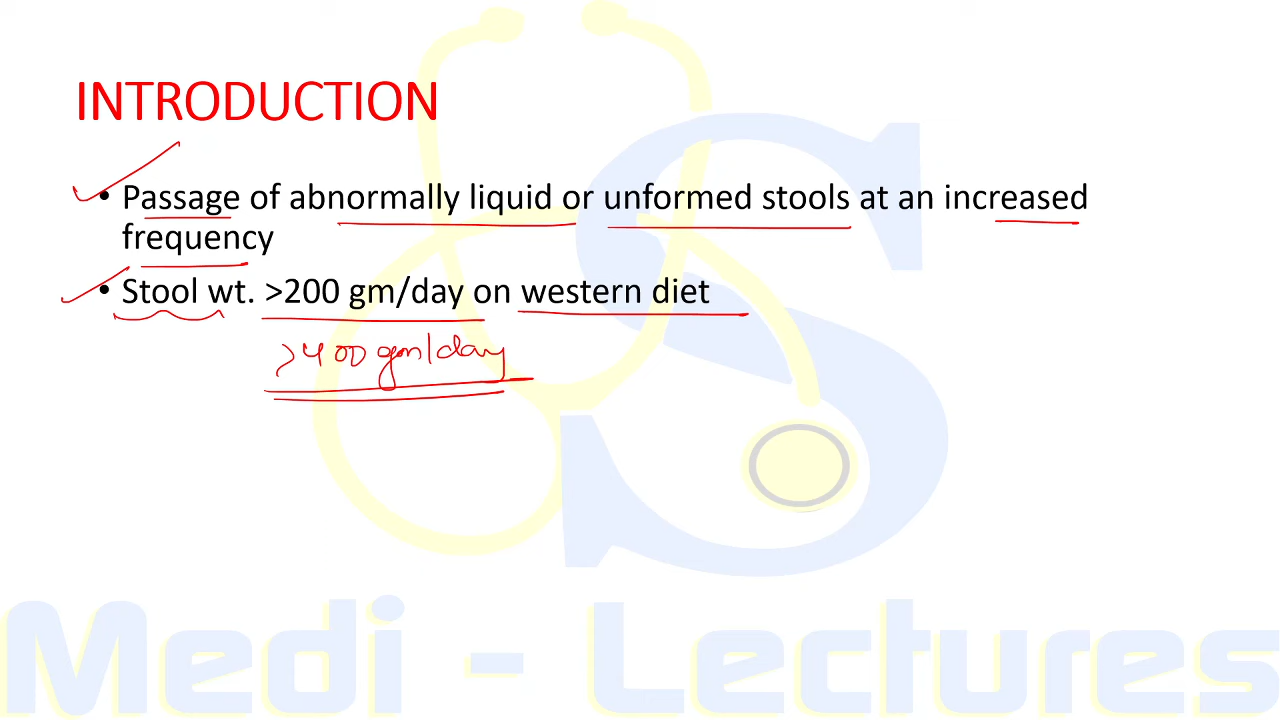 INTRODUCTION
• Passage of abnormally liquid or unformed stools at an increased
frequency
• Stool wt. >200 gm/day on western diet
>400 gm/day
Medi - Lectures